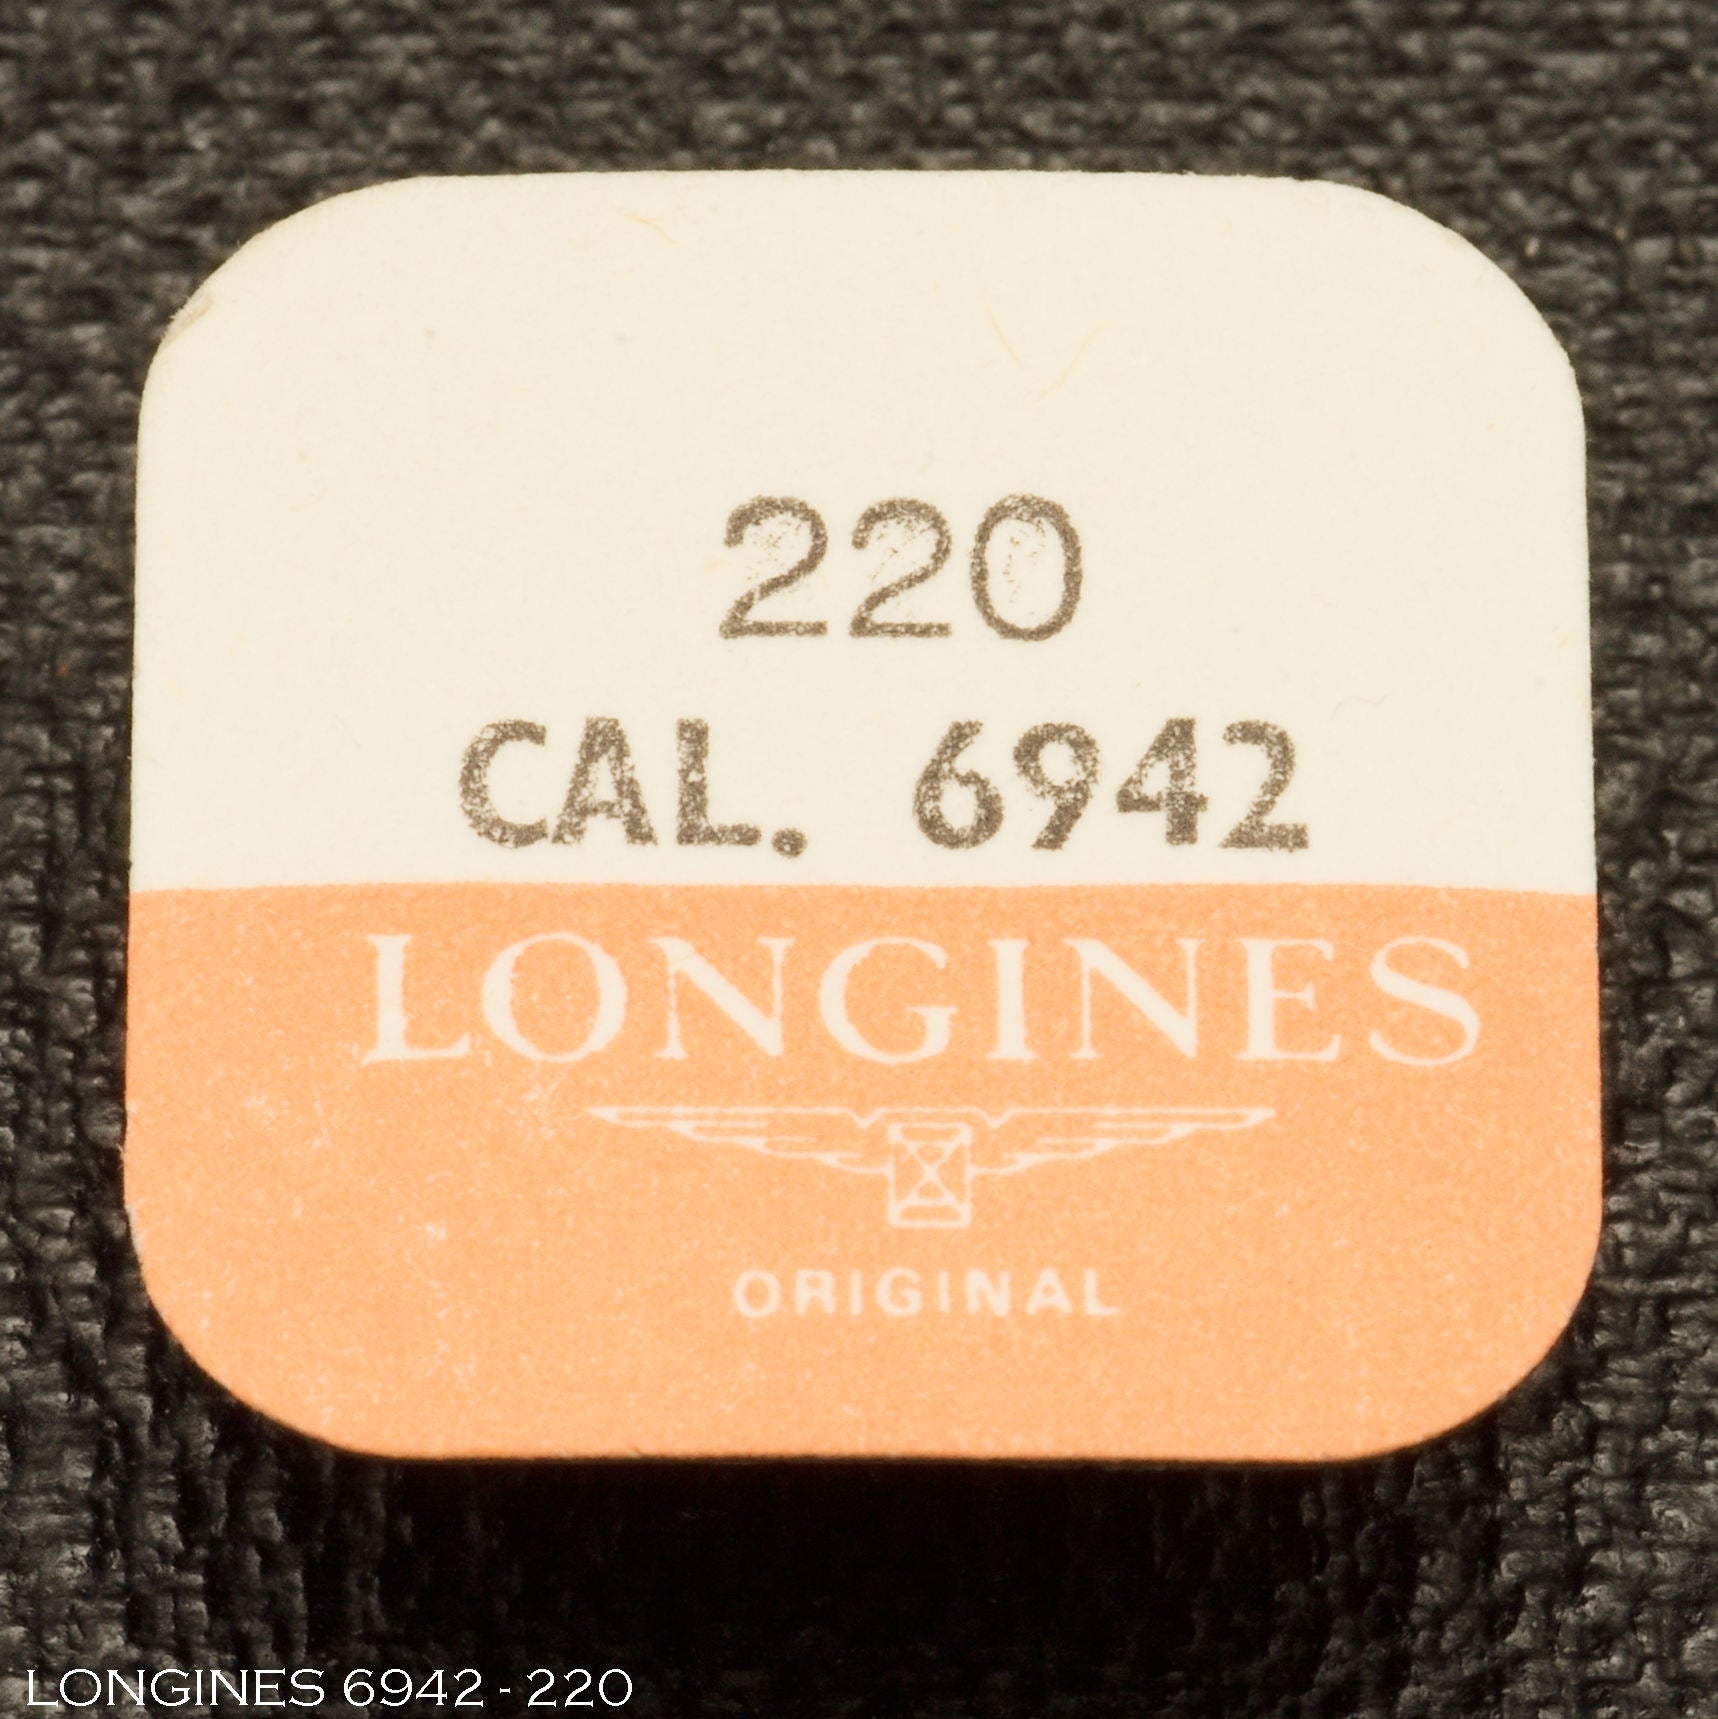 220
CAL. 6942
LONGINES
ORIGINAL
LONGINES 6942 - 220